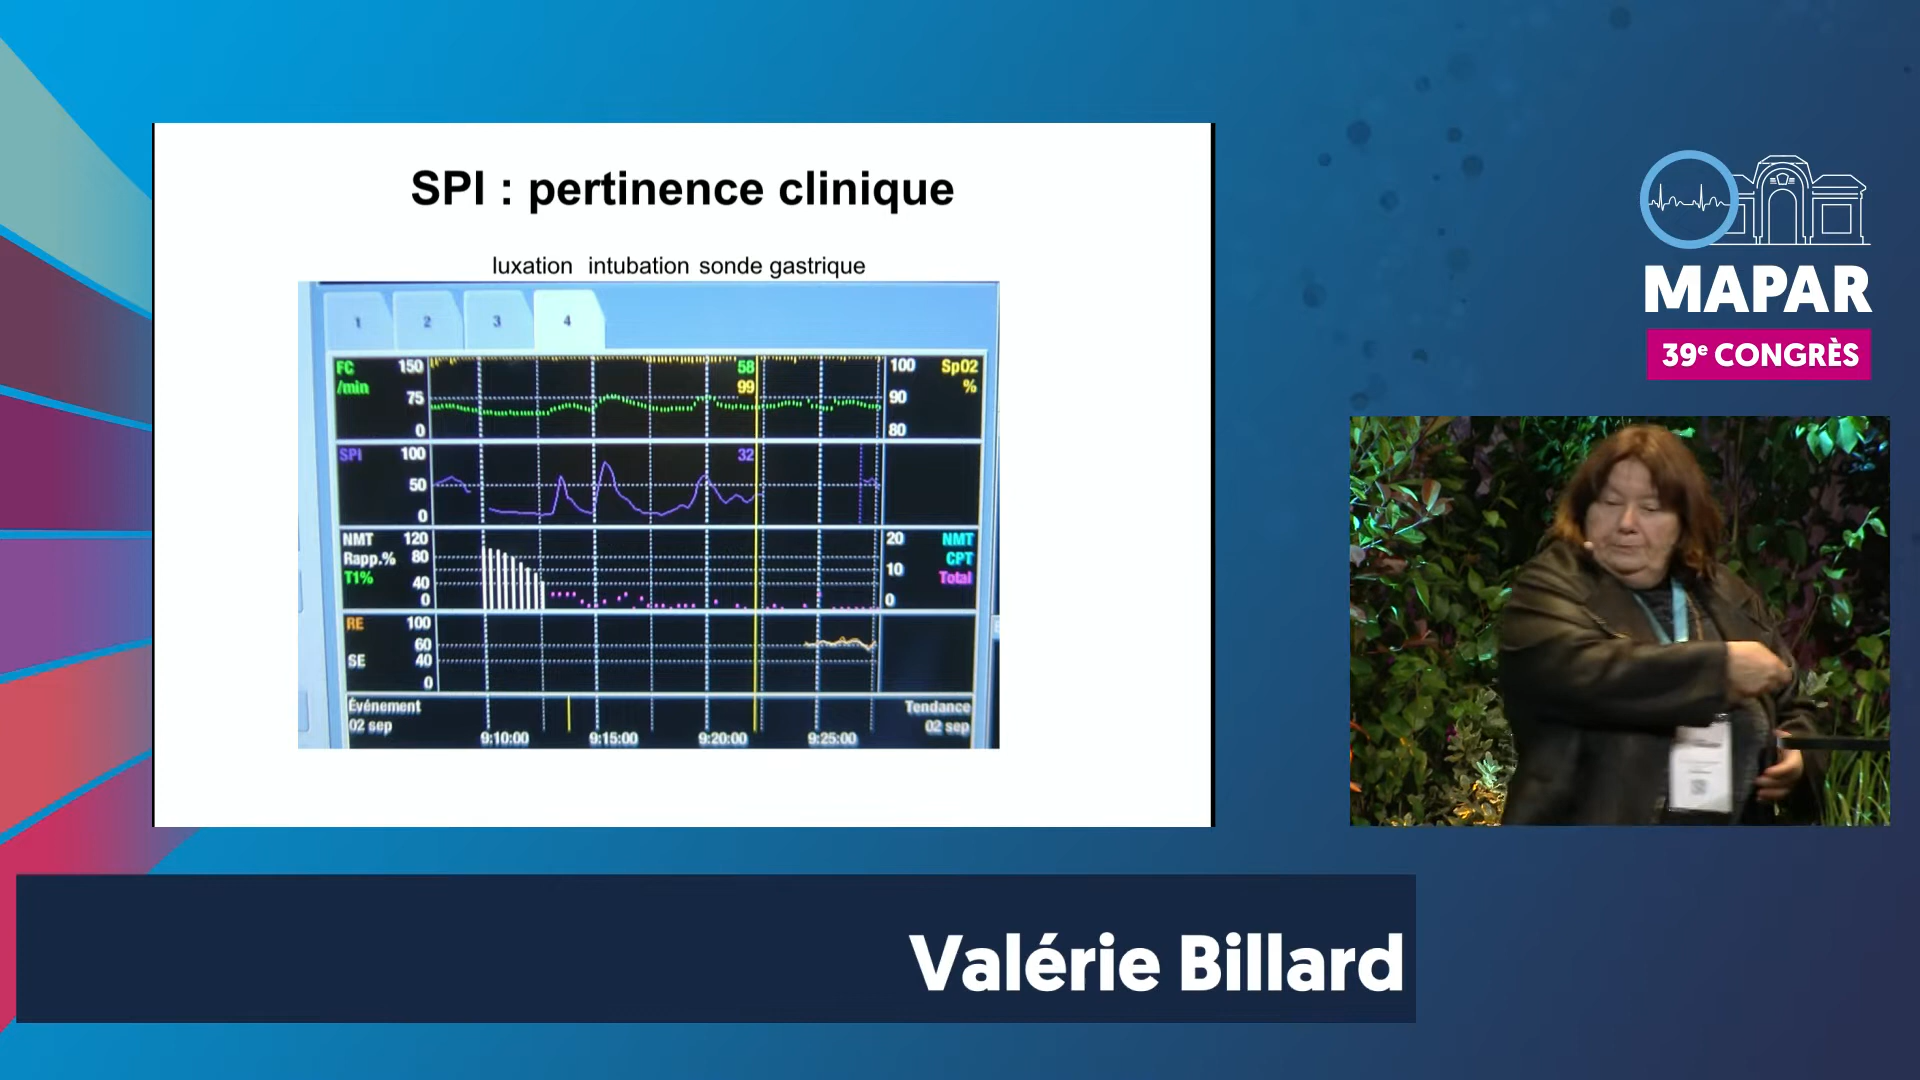 SPI : pertinence clinique
luxation intubation sonde gastrique
1 2 3 4
FC 150 58 100 SpO2
/min 99 %
75 90
0 80
SPI 100 32
50
0
NMT 120 20 NMT
Rapp.% 80 CPT
T1% 10 Total
40
0 0
RE 100
60
SE 40
0
Événement Tendance
02 sep 02 sep
9:10:00 9:15:00 9:20:00 9:25:00
MAPAR
39e CONGRÈS
Valérie Billard